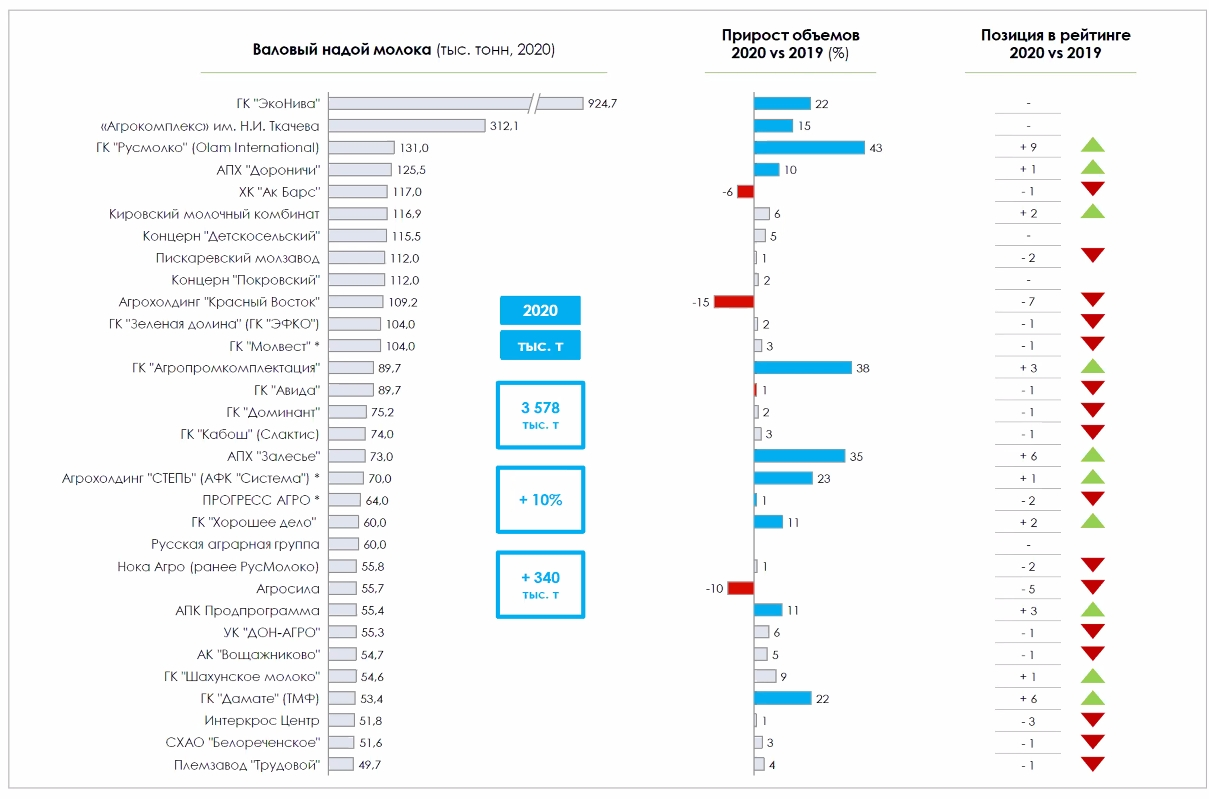 Валовый надой молока (тыс. тонн, 2020)
Прирост объемов
2020 vs 2019 (%)
Позиция в рейтинге
2020 vs 2019
ГК "ЭкоНива" 924,7 22 -
«Агрокомплекс» им. Н.И. Ткачева 312,1 15 -
ГК "Русмолко" (Olam International) 131,0 43 + 9
АПХ "Дороничи" 125,5 10 + 1
ХК "Ак Барс" 117,0 -6 - 1
Кировский молочный комбинат 116,9 6 + 2
Концерн "Детскосельский" 115,5 5 -
Пискаревский молзавод 112,0 1 - 2
Концерн "Покровский" 112,0 2 -
Агрохолдинг "Красный Восток" 109,2 -15 - 7
ГК "Зеленая долина" (ГК "ЭФКО") 104,0 2 - 1
ГК "Молвест" * 104,0 3 - 1
ГК "Агропромкомплектация" 89,7 38 + 3
ГК "Авида" 89,7 1 - 1
ГК "Доминант" 75,2 2 - 1
ГК "Кабош" (Слактис) 74,0 3 - 1
АПХ "Залесье" 73,0 35 + 6
Агрохолдинг "СТЕПЬ" (АФК "Система") * 70,0 23 + 1
ПРОГРЕСС АГРО * 64,0 1 - 2
ГК "Хорошее дело" 60,0 11 + 2
Русская аграрная группа 60,0 -
Нока Агро (ранее РусМолоко) 55,8 1 - 2
Агросила 55,7 -10 - 5
АПК Продпрограмма 55,4 11 + 3
УК "ДОН-АГРО" 55,3 6 - 1
АК "Вощажниково" 54,7 5 - 1
ГК "Шахунское молоко" 54,6 9 + 1
ГК "Дамате" (ТМФ) 53,4 22 + 6
Интеркрос Центр 51,8 1 - 3
СХАО "Белореченское" 51,6 3 - 1
Племзавод "Трудовой" 49,7 4 - 1
2020
тыс. т
3 578
тыс. т
+ 10%
+ 340
тыс. т